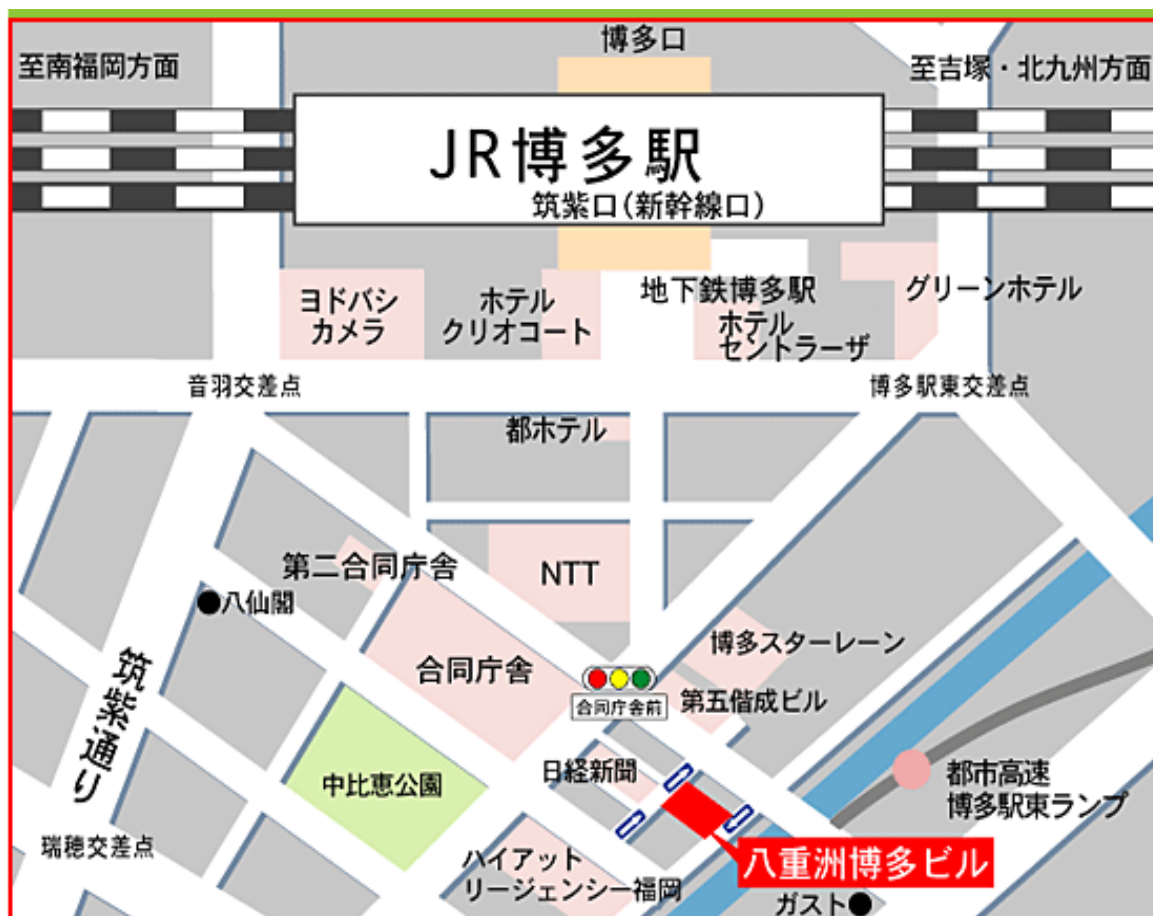 博多口
至南福岡方面
至吉塚・北九州方面
JR博多駅
筑紫口(新幹線口)
ヨドバシ
カメラ
ホテル
クリオコート
地下鉄博多駅
ホテル
セントラーザ
グリーンホテル
音羽交差点
博多駅東交差点
都ホテル
第二合同庁舎
NTT
八仙閣
博多スターレーン
合同庁舎
合同庁舎前
第五偕成ビル
筑紫通り
中比恵公園
日経新聞
都市高速
博多駅東ランプ
瑞穂交差点
ハイアット
リージェンシー福岡
八重洲博多ビル
ガスト